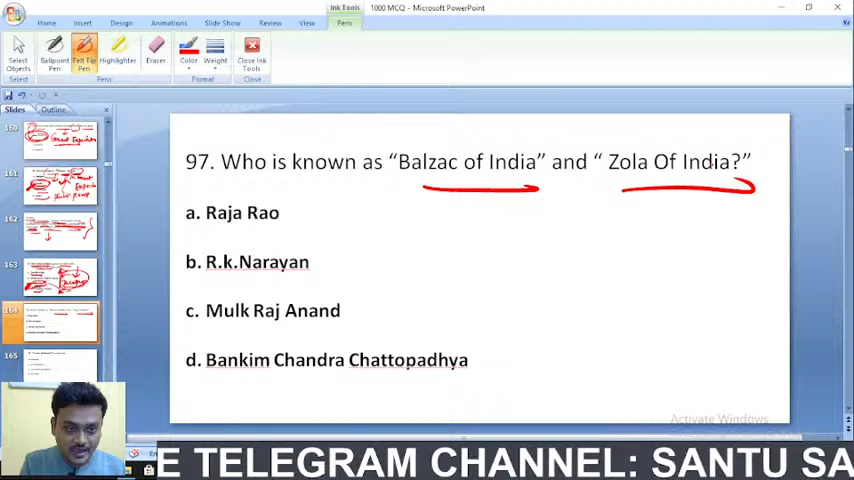 Ink Tools
1000 MCQ - Microsoft PowerPoint
Home
Insert
Design
Animations
Slide Show
Review
View
Pens
Select Objects
Ballpoint Pen
Felt Tip Pen
Highlighter
Eraser
Color
Weight
Close Ink Tools
Select
Pens
Format
Close
Slides
Outline
160
162
163
164
165
97. Who is known as “Balzac of India” and “ Zola Of India?”
a. Raja Rao
b. R.k.Narayan
c. Mulk Raj Anand
d. Bankim Chandra Chattopadhya
Activate Windows
E TELEGRAM CHANNEL: SANTU SA